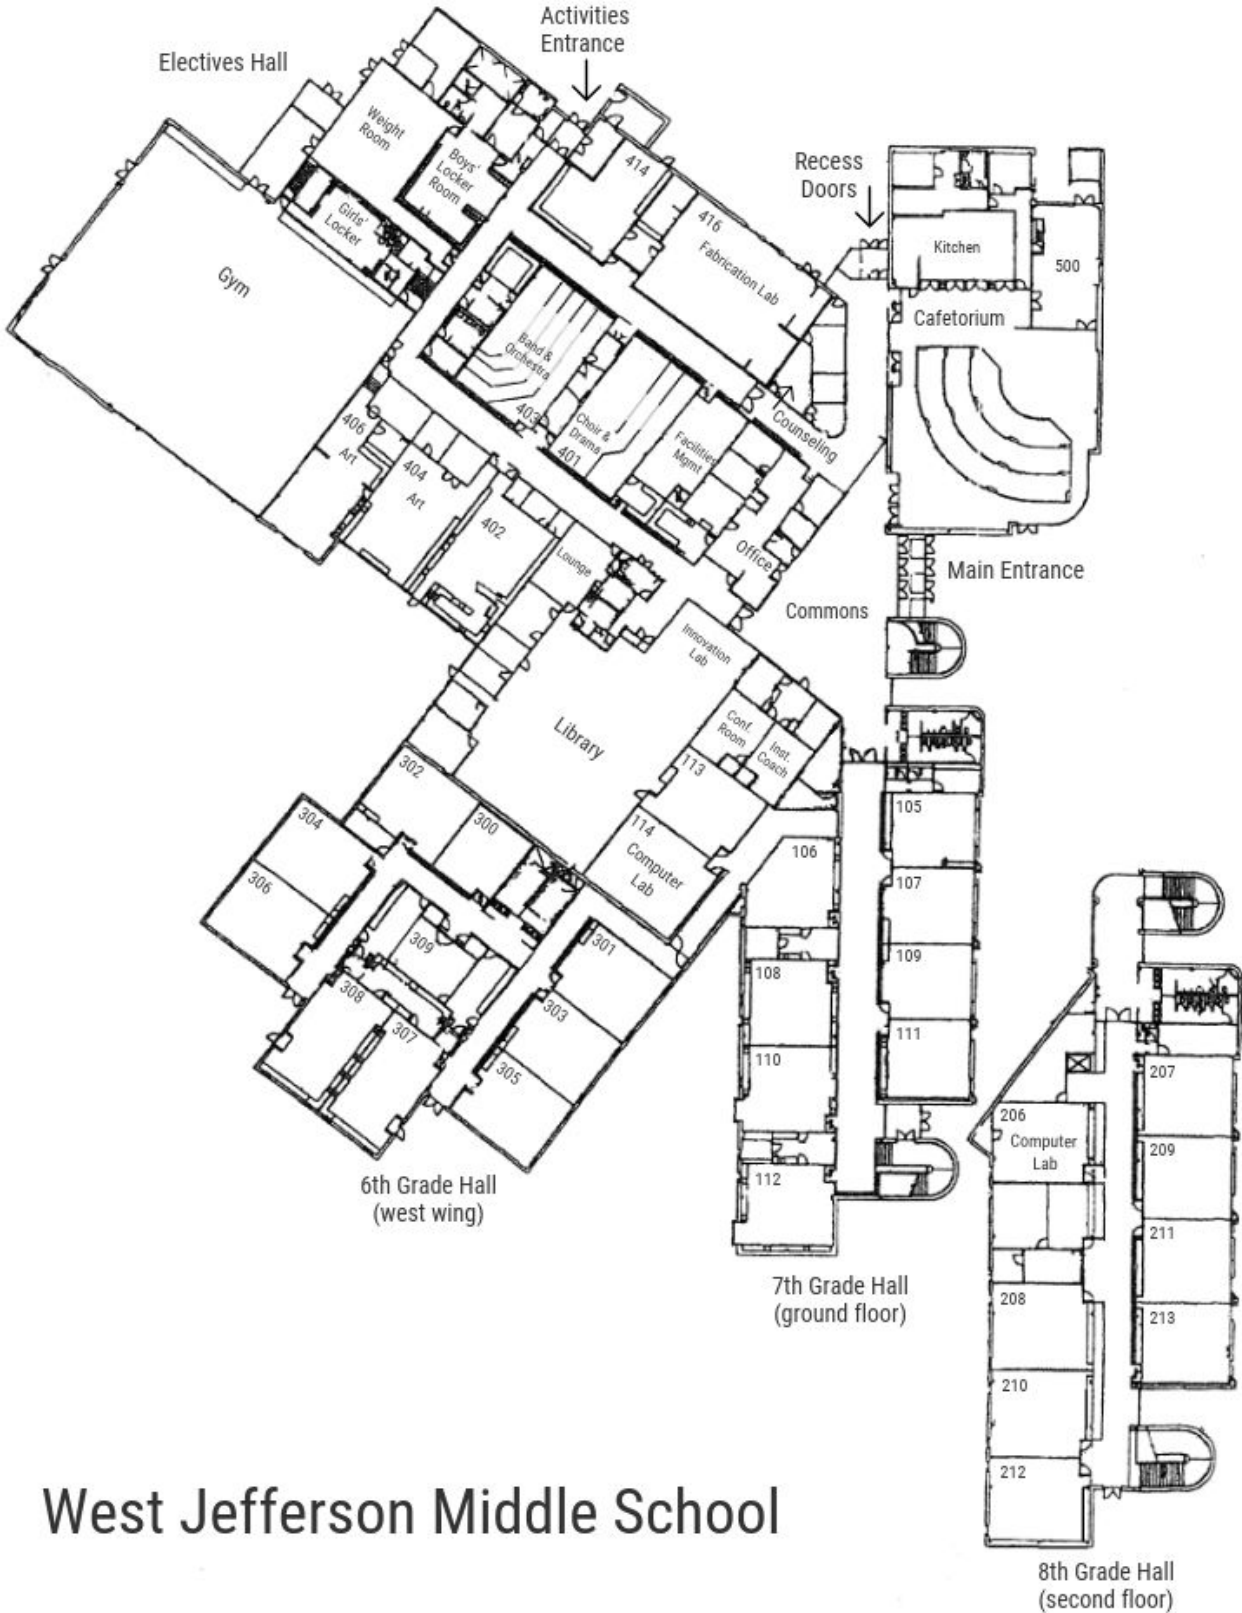 Activities
Entrance
Electives Hall
Weight
Room
Boys'
Locker
Room
Girls'
Locker
Gym
414
416
Fabrication Lab
Recess
Doors
Kitchen
500
Cafetorium
Band &
Orchestra
403
Choir &
Drama
401
Facilities
Mgmt
Counseling
406
Art
404
Art
402
Lounge
Office
Main Entrance
Commons
Innovation
Lab
Library
Conf.
Room
Inst.
Coach
113
114
Computer
Lab
302
300
304
306
309
308
307
301
303
305
6th Grade Hall
(west wing)
105
106
107
109
108
111
110
112
7th Grade Hall
(ground floor)
207
206
Computer
Lab
209
211
208
213
210
212
8th Grade Hall
(second floor)
West Jefferson Middle School